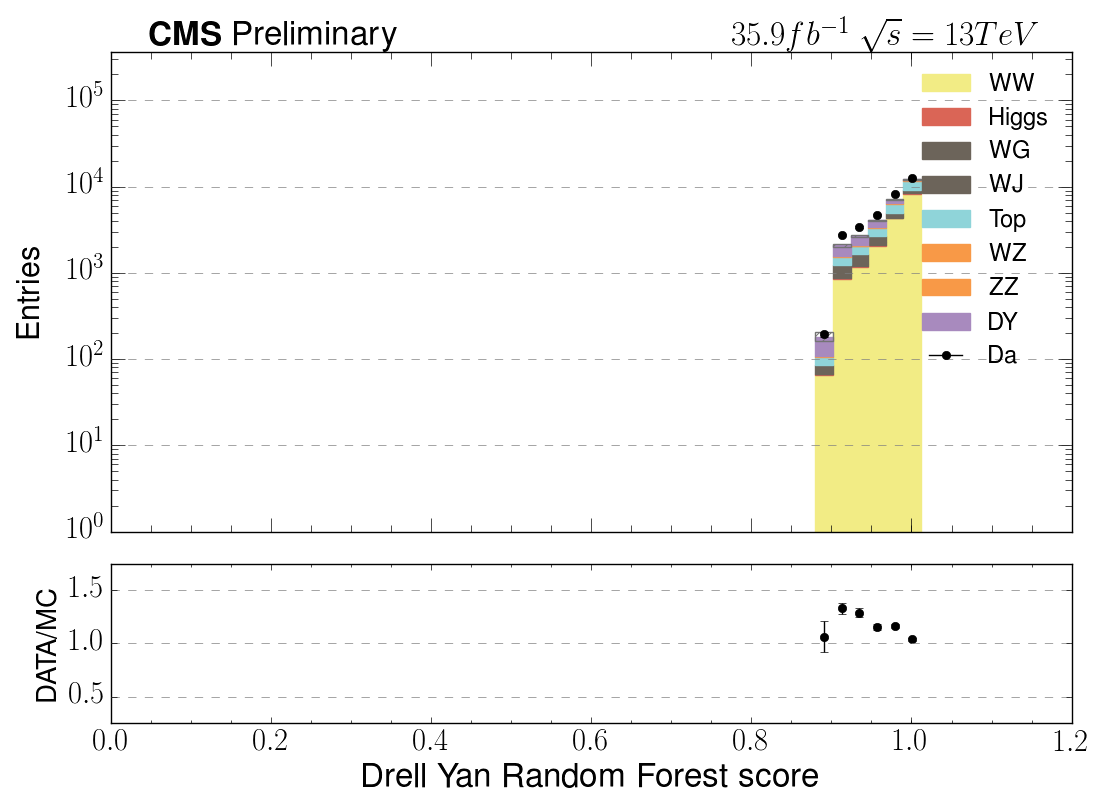 CMS Preliminary
35.9fb⁻¹ √s = 13TeV
10⁵
10⁴
10³
10²
10¹
10⁰
Entries
WW
Higgs
WG
WJ
Top
WZ
ZZ
DY
Da
1.5
1.0
0.5
DATA/MC
0.0 0.2 0.4 0.6 0.8 1.0 1.2
Drell Yan Random Forest score